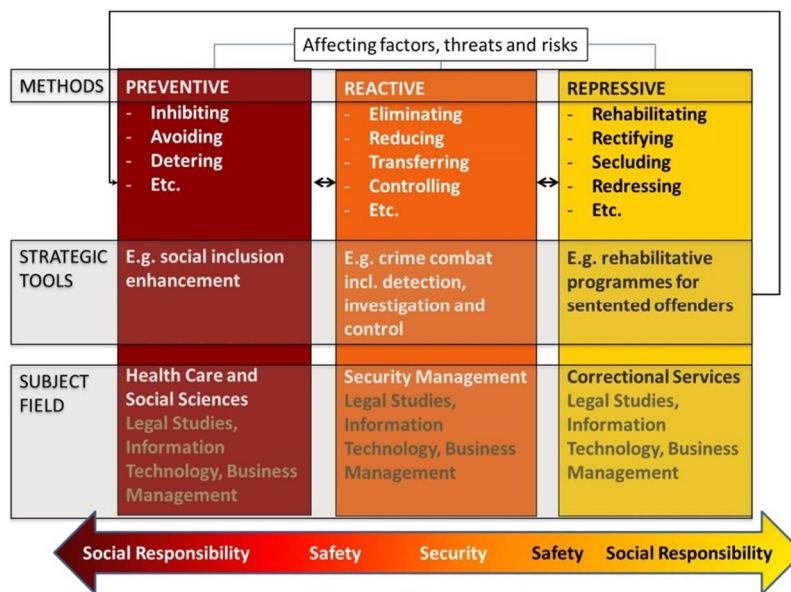 Affecting factors, threats and risks
METHODS
PREVENTIVE
- Inhibiting
- Avoiding
- Detering
- Etc.
REACTIVE
- Eliminating
- Reducing
- Transferring
- Controlling
- Etc.
REPRESSIVE
- Rehabilitating
- Rectifying
- Secluding
- Redressing
- Etc.
STRATEGIC
TOOLS
E.g. social inclusion
enhancement
E.g. crime combat
incl. detection,
investigation and
control
E.g. rehabilitative
programmes for
sentented offenders
SUBJECT
FIELD
Health Care and
Social Sciences
Legal Studies,
Information
Technology, Business
Management
Security Management
Legal Studies,
Information
Technology, Business
Management
Correctional Services
Legal Studies,
Information
Technology, Business
Management
Social Responsibility Safety Security Safety Social Responsibility